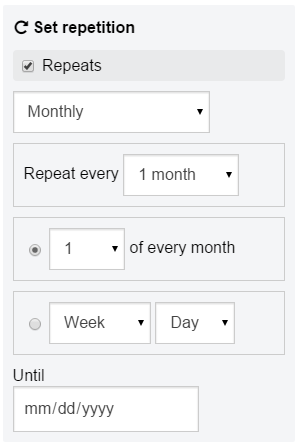 Set repetition
Repeats
Monthly
Repeat every 1 month
1 of every month
Week Day
Until
mm/dd/yyyy